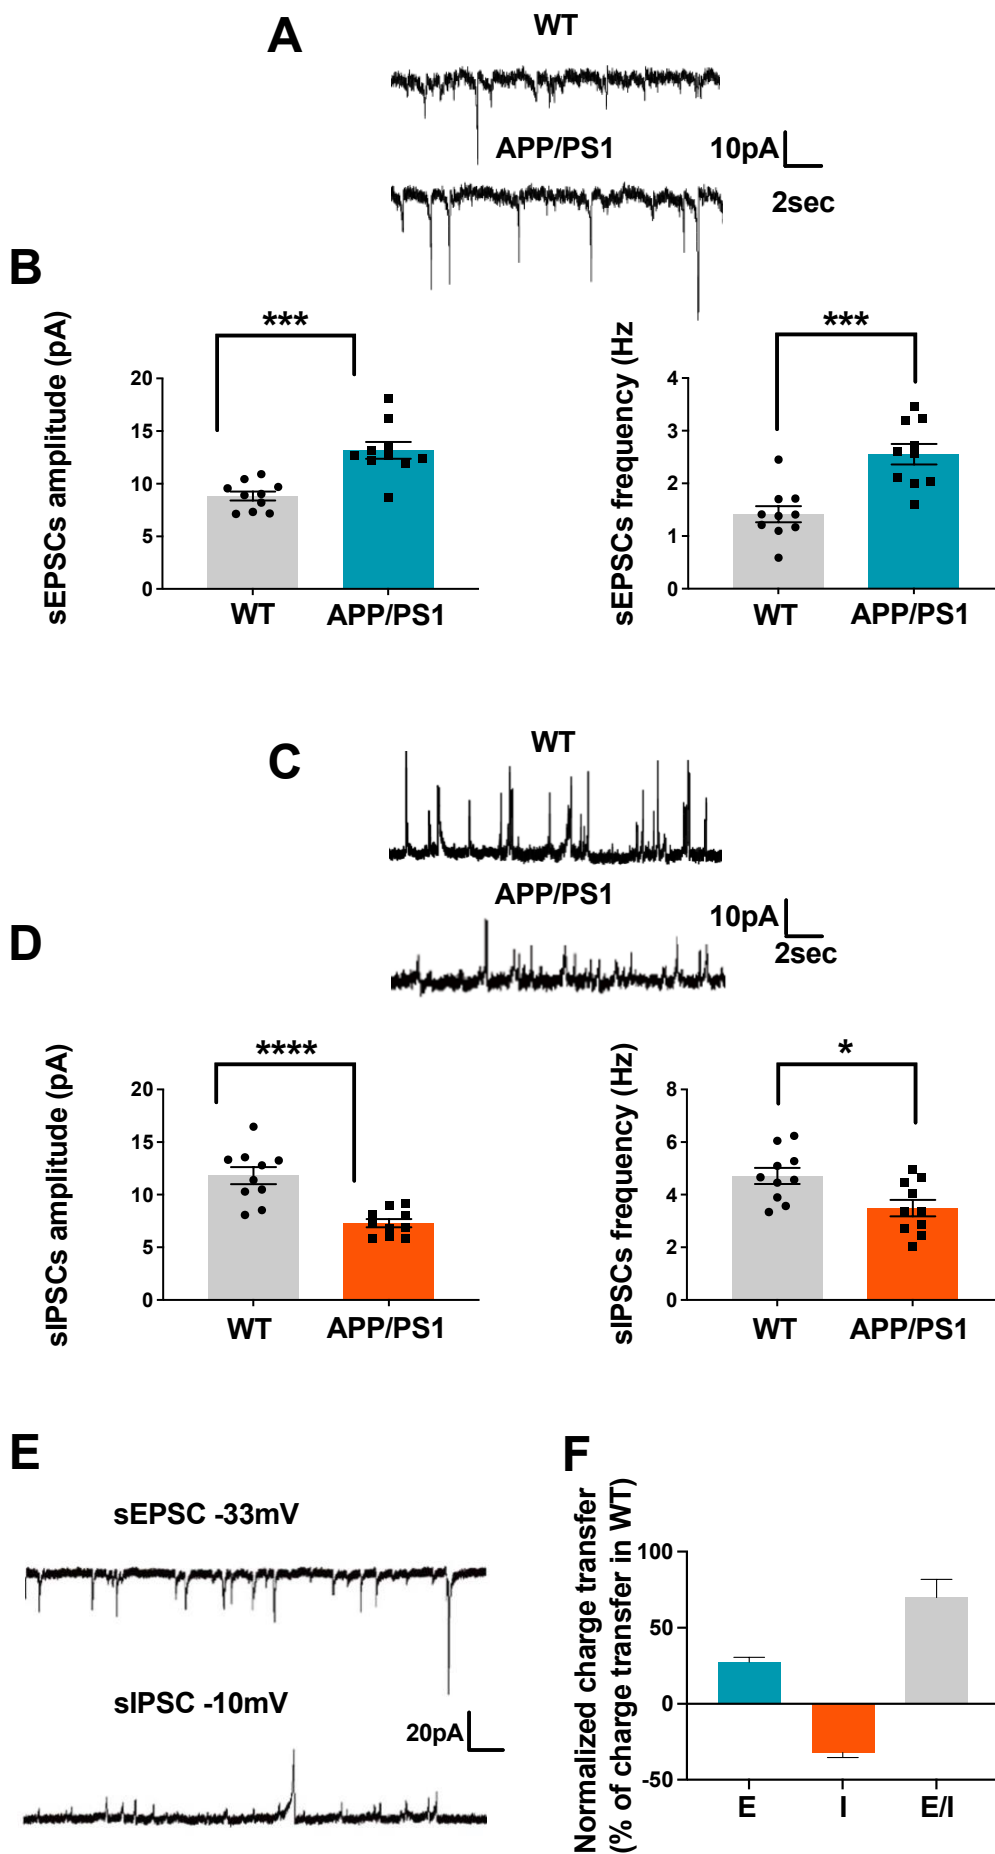 A
WT
APP/PS1
10pA
2sec
B
sEPSCs amplitude (pA)
***
20
15
10
5
0
WT
APP/PS1
sEPSCs frequency (Hz
***
4
3
2
1
0
WT
APP/PS1
C
WT
APP/PS1
10pA
2sec
D
sIPSCs amplitude (pA)
****
20
15
10
5
0
WT
APP/PS1
sIPSCs frequency (Hz)
*
8
6
4
2
0
WT
APP/PS1
E
sEPSC -33mV
sIPSC -10mV
20pA
F
Normalized charge transfer
(% of charge transfer in WT)
100
50
0
-50
E
I
E/I